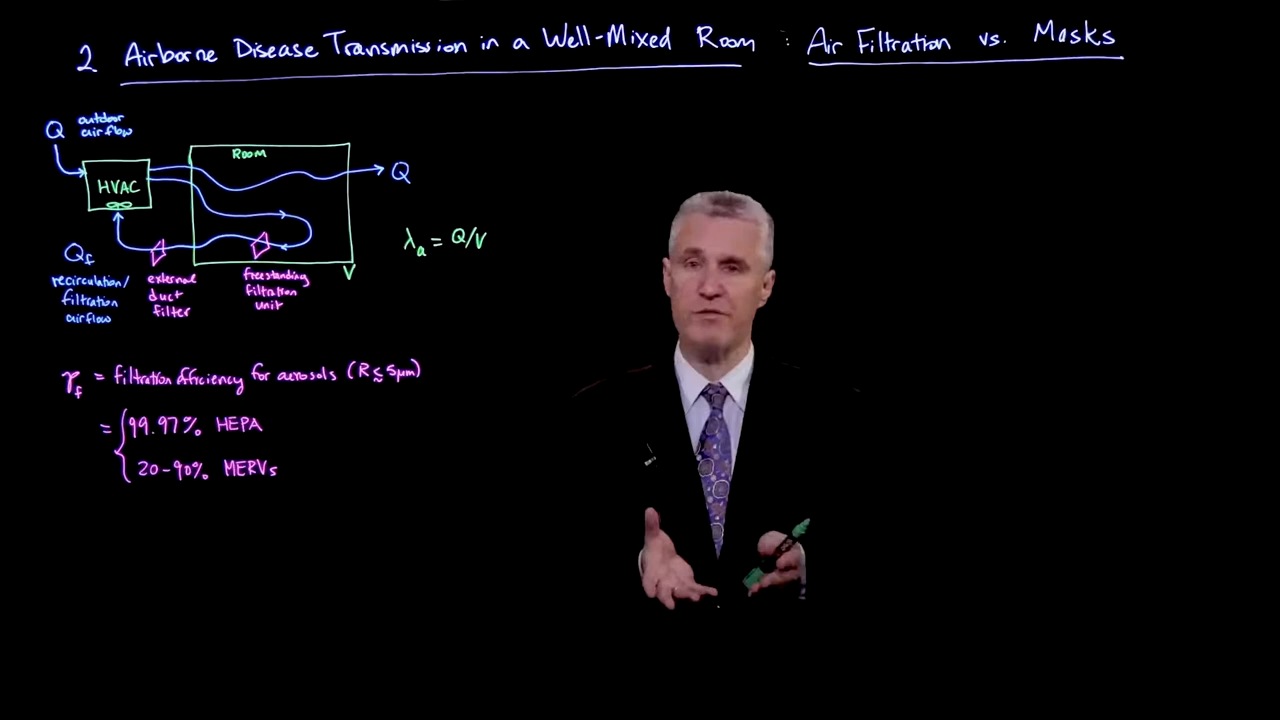 2 Airborne Disease Transmission in a Well-Mixed Room : Air Filtration vs. Masks
Q outdoor
airflow
HVAC
ROOM
Q
λa = Q/V
V
Qf
recirculation/
filtration
airflow
external
duct
filter
freestanding
filtration
unit
γf = filtration efficiency for aerosols (R ≲ 5μm)
= { 99.97% HEPA
20-90% MERVs